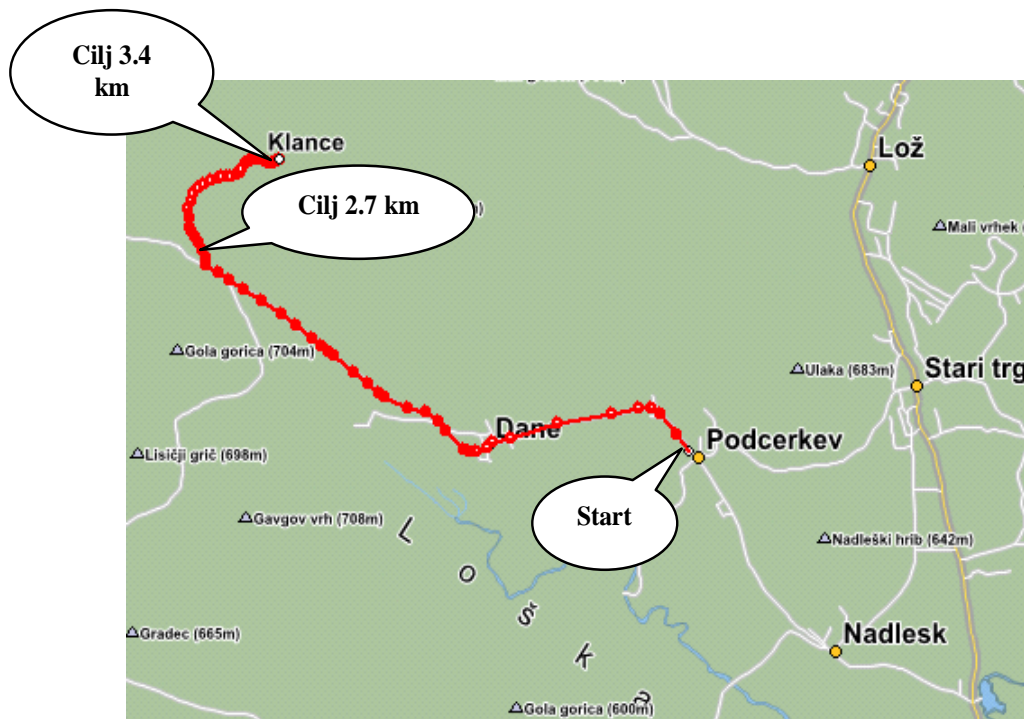 Cilj 3.4
km
Klance
Lož
Cilj 2.7 km
Mali vrhek
Gola gorica (704m)
Ulaka (683m)
Stari trg
Dane
Podcerkev
Lisičji grič (698m)
Start
Gavgov vrh (708m)
Nadleški hrib (642m)
Loška
Gradec (665m)
Nadlesk
Gola gorica (600m)